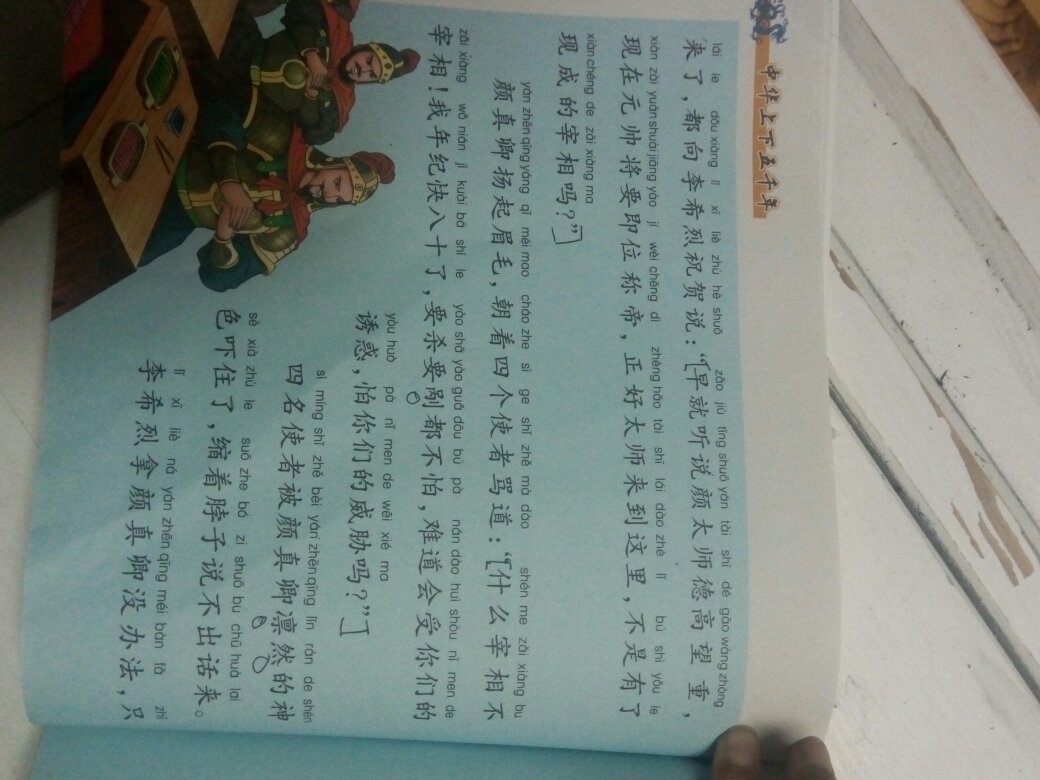 中华上下五千年
lái le dōu xiàng lǐ xī liè zhù hè shuō zǎo jiù tīng shuō yán tài shī dé gāo wàng zhòng
来了，都向李希烈祝贺说：“早就听说颜太师德高望重，
xiàn zài yuán shuài jiāng yào jí wèi chēng dì zhèng hǎo tài shī lái dào zhè lǐ bú shì yǒu le
现在元帅将要即位称帝，正好太师来到这里，不是有了
xiàn chéng de zǎi xiàng ma
现成的宰相吗？”
yán zhēn qīng yáng qǐ méi mao cháo zhe sì ge shǐ zhě mà dào shén me zǎi xiàng bu
颜真卿扬起眉毛，朝着四个使者骂道：“什么宰相不
zǎi xiàng wǒ nián jì kuài bā shí le yào shā yào guǎ dōu bú pà nán dào huì shòu nǐ men de
宰相！我年纪快八十了，要杀要剐都不怕，难道会受你们的
yòu huò pà nǐ men de wēi xié ma
诱惑，怕你们的威胁吗？”
sì míng shǐ zhě bèi yán zhēn qīng lǐn rán de shén
四名使者被颜真卿凛然的神
sè xià zhù le suō zhe bó zi shuō bu chū huà lai
色吓住了，缩着脖子说不出话来。
lǐ xī liè ná yán zhēn qīng méi bàn fǎ zhǐ
李希烈拿颜真卿没办法，只